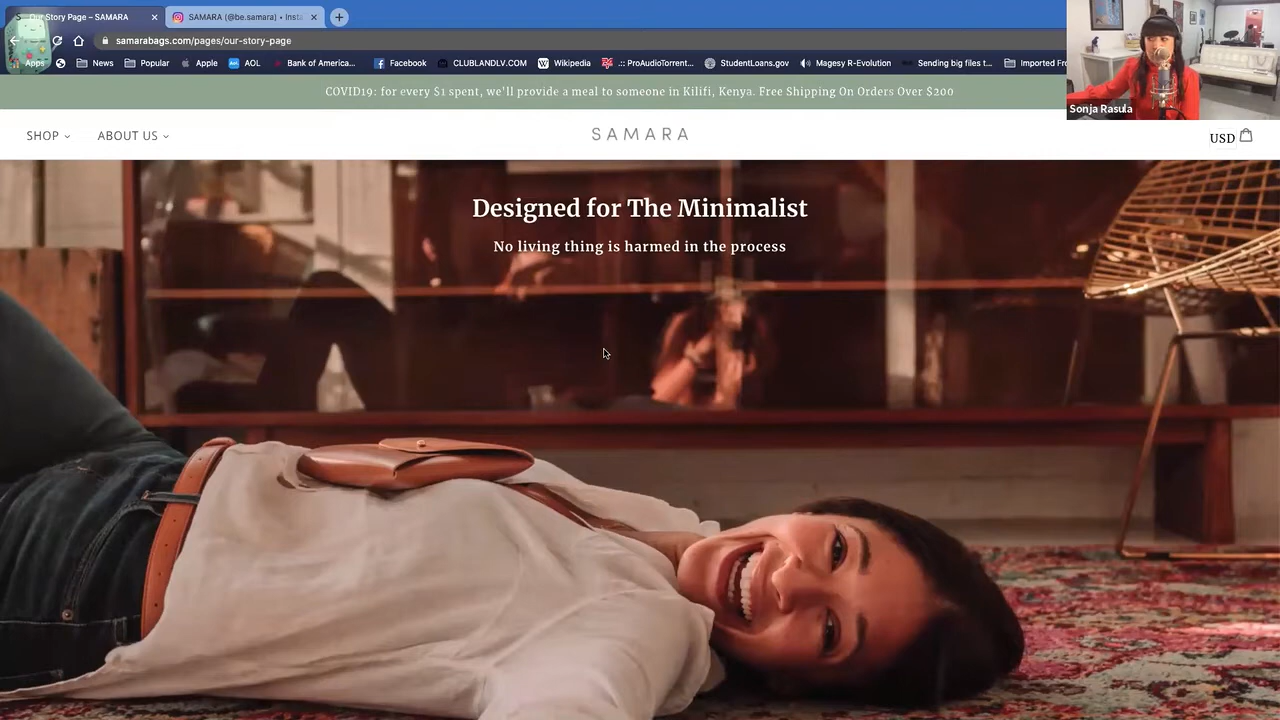 Our Story Page – SAMARA
SAMARA (@be.samara) • Insta
samarabags.com/pages/our-story-page
Apps
News
Popular
Apple
Aol.
AOL
Bank of America...
Facebook
CLUBLANDLV.COM
W
Wikipedia
.:: ProAudioTorrent...
StudentLoans.gov
Magesy R-Evolution
Sending big files t...
Imported Fro
Sonja Rasula
COVID19: for every $1 spent, we'll provide a meal to someone in Kilifi, Kenya. Free Shipping On Orders Over $200
SHOP
ABOUT US
SAMARA
USD
Designed for The Minimalist
No living thing is harmed in the process